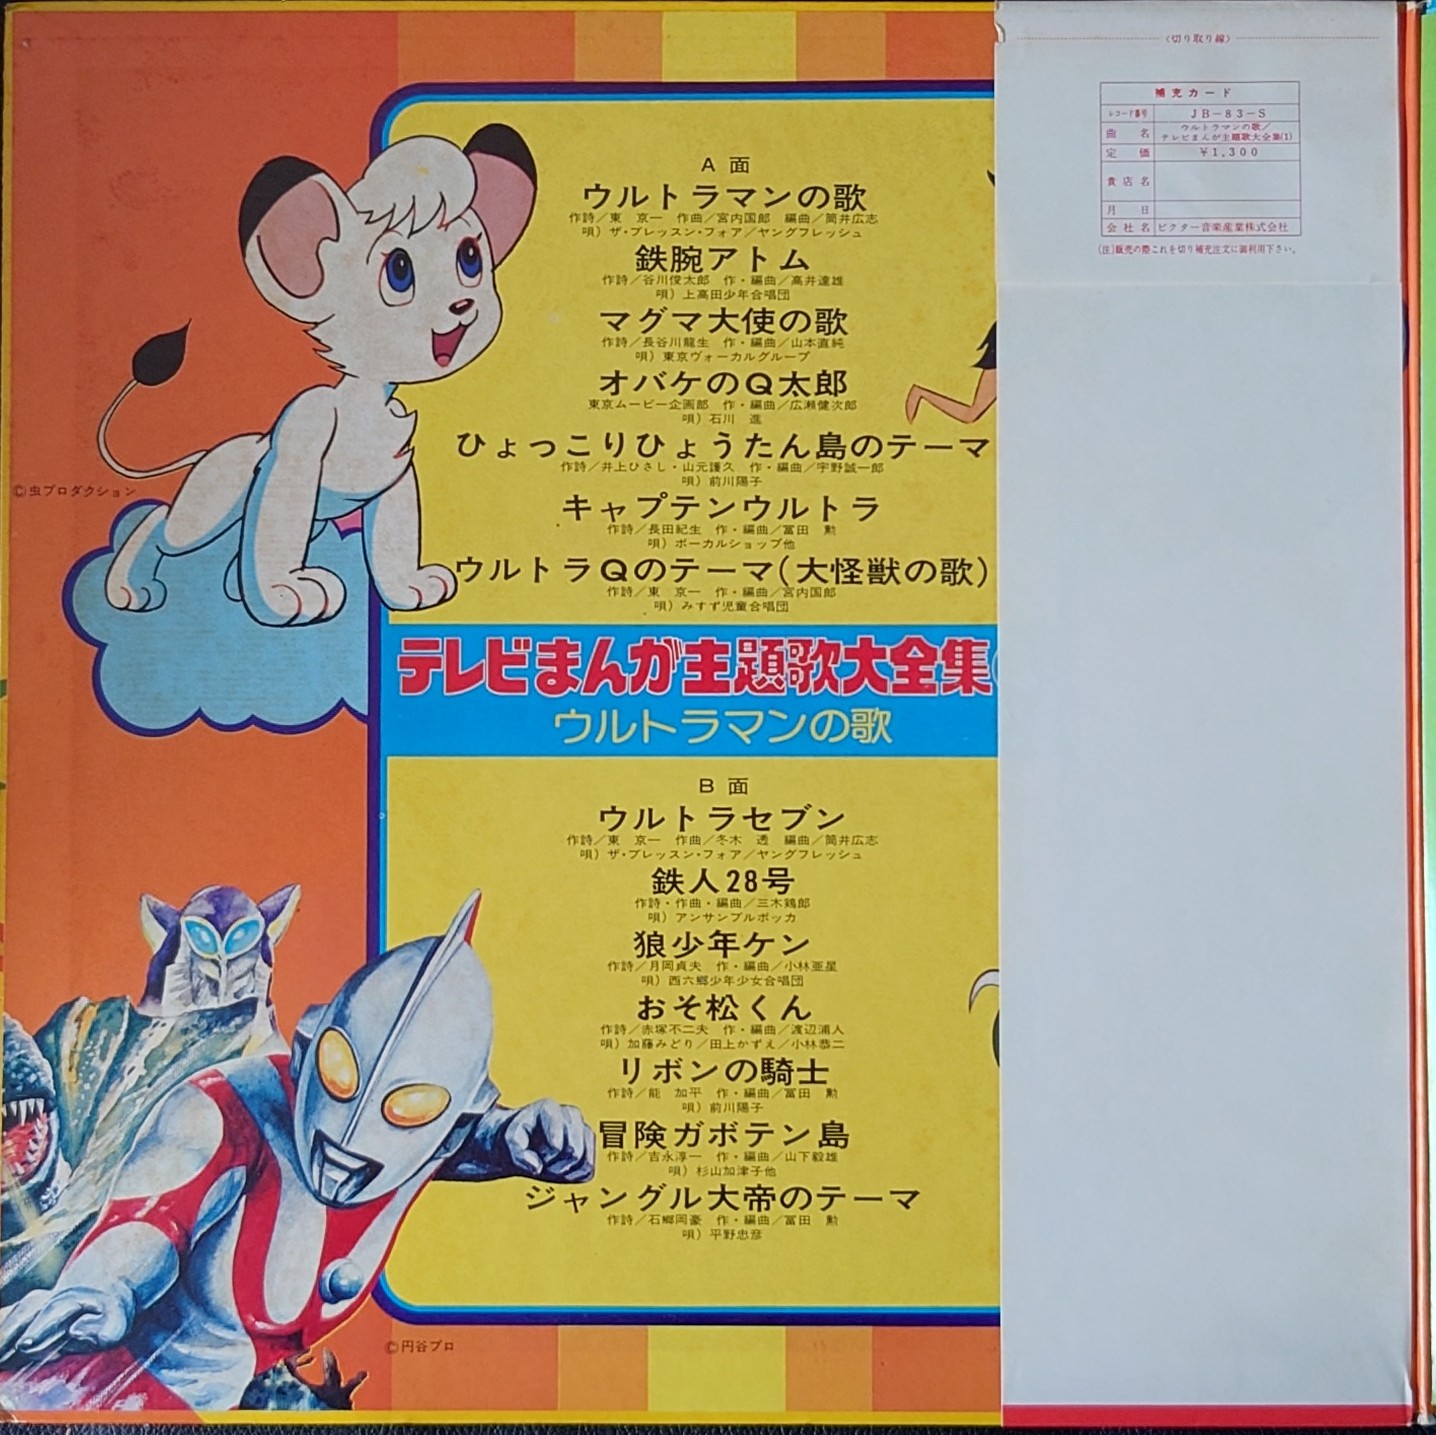 A面
ウルトラマンの歌
作詩／東 京一 作曲／宮内国郎 編曲／筒井広志
唄）ザ・ブレッスン・フォア／ヤングフレッシュ
鉄腕アトム
作詩／谷川俊太郎 作・編曲／高井達雄
唄）上高田少年合唱団
マグマ大使の歌
作詩／長谷川龍生 作・編曲／山本直純
唄）東京ヴォーカルグループ
オバケのQ太郎
東京ムービー企画部 作・編曲／広瀬健次郎
唄）石川 進
ひょっこりひょうたん島のテーマ
作詩／井上ひさし・山元護久 作・編曲／宇野誠一郎
唄）前川陽子
キャプテンウルトラ
作詩／長田紀生 作・編曲／冨田 勲
唄）ボーカルショップ他
ウルトラQのテーマ(大怪獣の歌)
作詩／東 京一 作・編曲／宮内国郎
唄）みすず児童合唱団
©虫プロダクション
テレビまんが主題歌大全集
ウルトラマンの歌
B面
ウルトラセブン
作詩／東 京一 作曲／冬木 透 編曲／筒井広志
唄）ザ・ブレッスン・フォア／ヤングフレッシュ
鉄人28号
作詩・作曲・編曲／三木鶏郎
唄）アンサンブルボッカ
狼少年ケン
作詩／月岡貞夫 作・編曲／小林亜星
唄）西六郷少年少女合唱団
おそ松くん
作詩／赤塚不二夫 作・編曲／渡辺浦人
唄）加藤みどり／田上かずえ／小林恭二
リボンの騎士
作詩／能 加平 作・編曲／冨田 勲
唄）前川陽子
冒険ガボテン島
作詩／吉永淳一 作・編曲／山下毅雄
唄）杉山加津子他
ジャングル大帝のテーマ
作詩／石郷岡豪 作・編曲／冨田 勲
唄）平野忠彦
©円谷プロ
〈切り取り線〉
補充カード
レコード番号 JB-83-S
曲名 ウルトラマンの歌／
テレビまんが主題歌大全集(1)
定価 ¥1,300
貴店名
月日
会社名 ビクター音楽産業株式会社
(注)販売の際これを切り補充注文に御利用下さい。